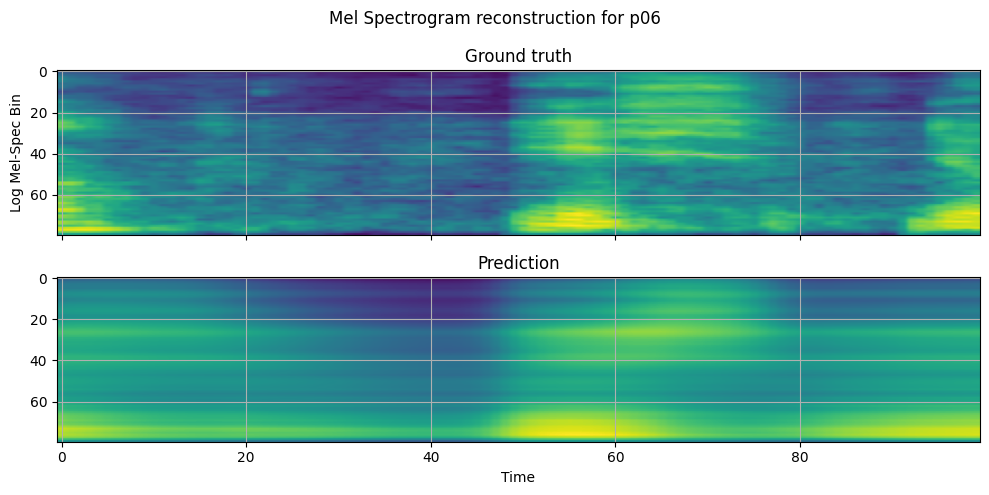 Mel Spectrogram reconstruction for p06
Ground truth
Log Mel-Spec Bin
0
20
40
60
Prediction
0
20
40
60
0 20 40 60 80
Time